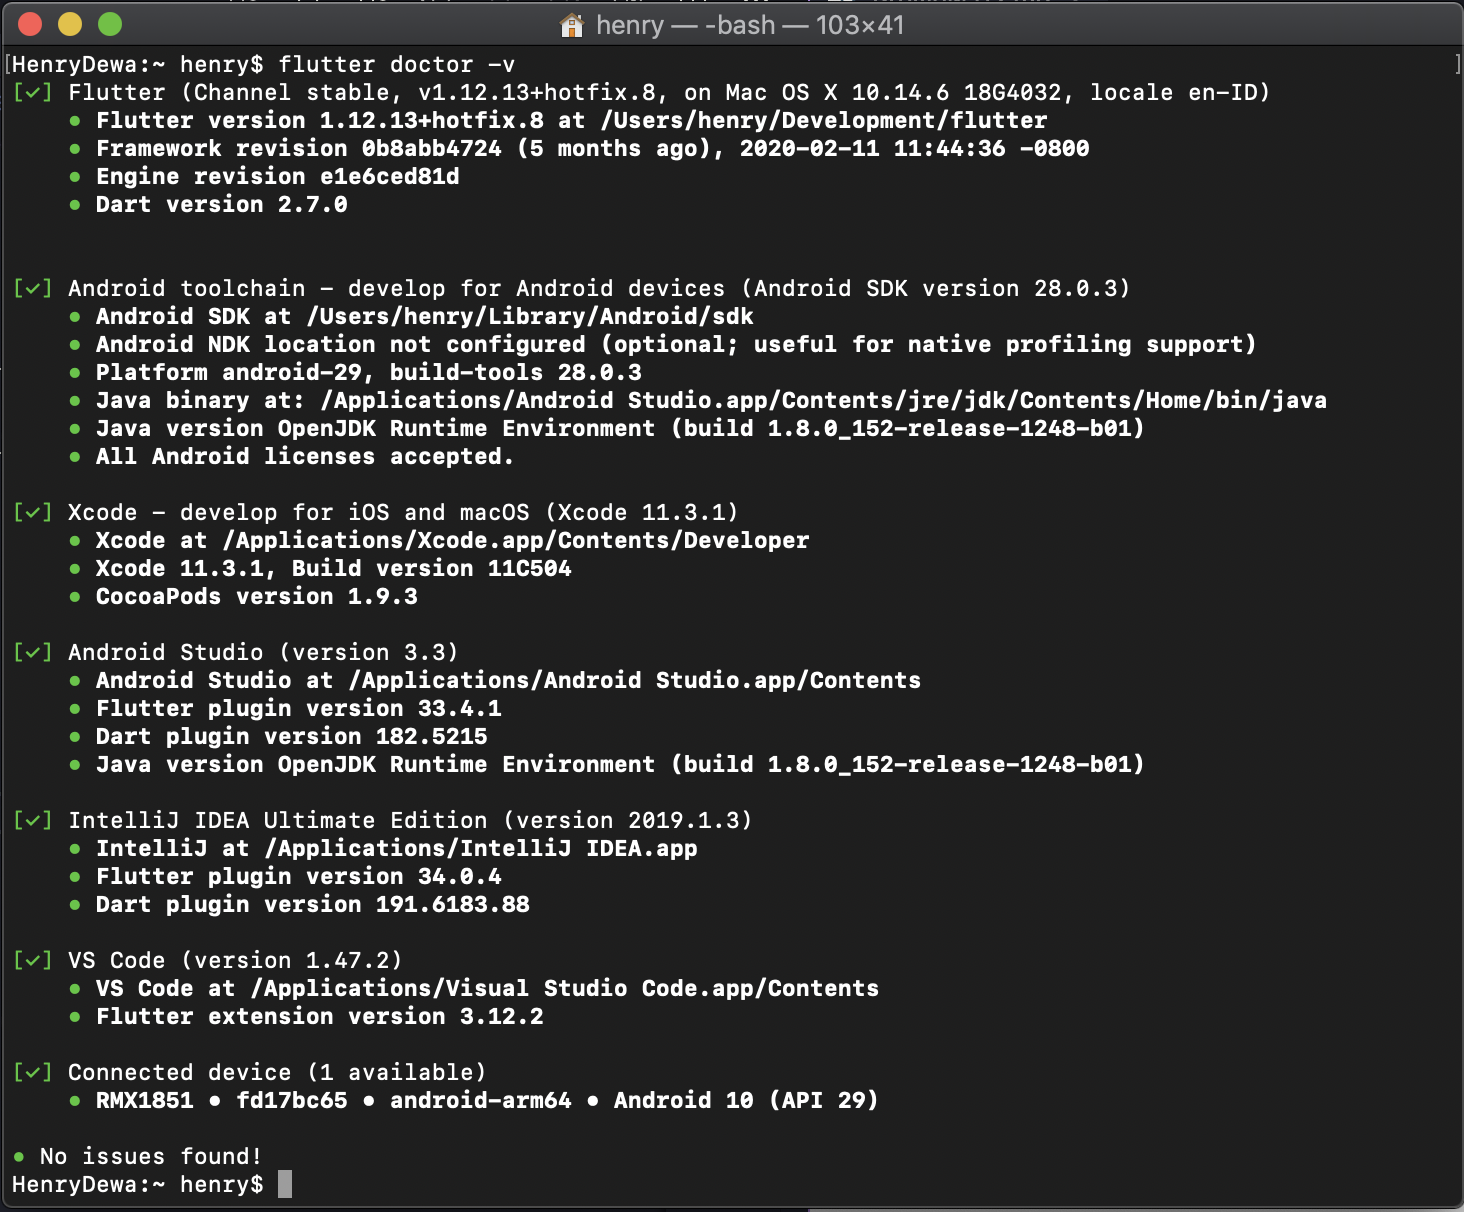 henry — -bash — 103×41
HenryDewa:~ henry$ flutter doctor -v
[✓] Flutter (Channel stable, v1.12.13+hotfix.8, on Mac OS X 10.14.6 18G4032, locale en-ID)
• Flutter version 1.12.13+hotfix.8 at /Users/henry/Development/flutter
• Framework revision 0b8abb4724 (5 months ago), 2020-02-11 11:44:36 -0800
• Engine revision e1e6ced81d
• Dart version 2.7.0
[✓] Android toolchain - develop for Android devices (Android SDK version 28.0.3)
• Android SDK at /Users/henry/Library/Android/sdk
• Android NDK location not configured (optional; useful for native profiling support)
• Platform android-29, build-tools 28.0.3
• Java binary at: /Applications/Android Studio.app/Contents/jre/jdk/Contents/Home/bin/java
• Java version OpenJDK Runtime Environment (build 1.8.0_152-release-1248-b01)
• All Android licenses accepted.
[✓] Xcode - develop for iOS and macOS (Xcode 11.3.1)
• Xcode at /Applications/Xcode.app/Contents/Developer
• Xcode 11.3.1, Build version 11C504
• CocoaPods version 1.9.3
[✓] Android Studio (version 3.3)
• Android Studio at /Applications/Android Studio.app/Contents
• Flutter plugin version 33.4.1
• Dart plugin version 182.5215
• Java version OpenJDK Runtime Environment (build 1.8.0_152-release-1248-b01)
[✓] IntelliJ IDEA Ultimate Edition (version 2019.1.3)
• IntelliJ at /Applications/IntelliJ IDEA.app
• Flutter plugin version 34.0.4
• Dart plugin version 191.6183.88
[✓] VS Code (version 1.47.2)
• VS Code at /Applications/Visual Studio Code.app/Contents
• Flutter extension version 3.12.2
[✓] Connected device (1 available)
• RMX1851 • fd17bc65 • android-arm64 • Android 10 (API 29)
• No issues found!
HenryDewa:~ henry$